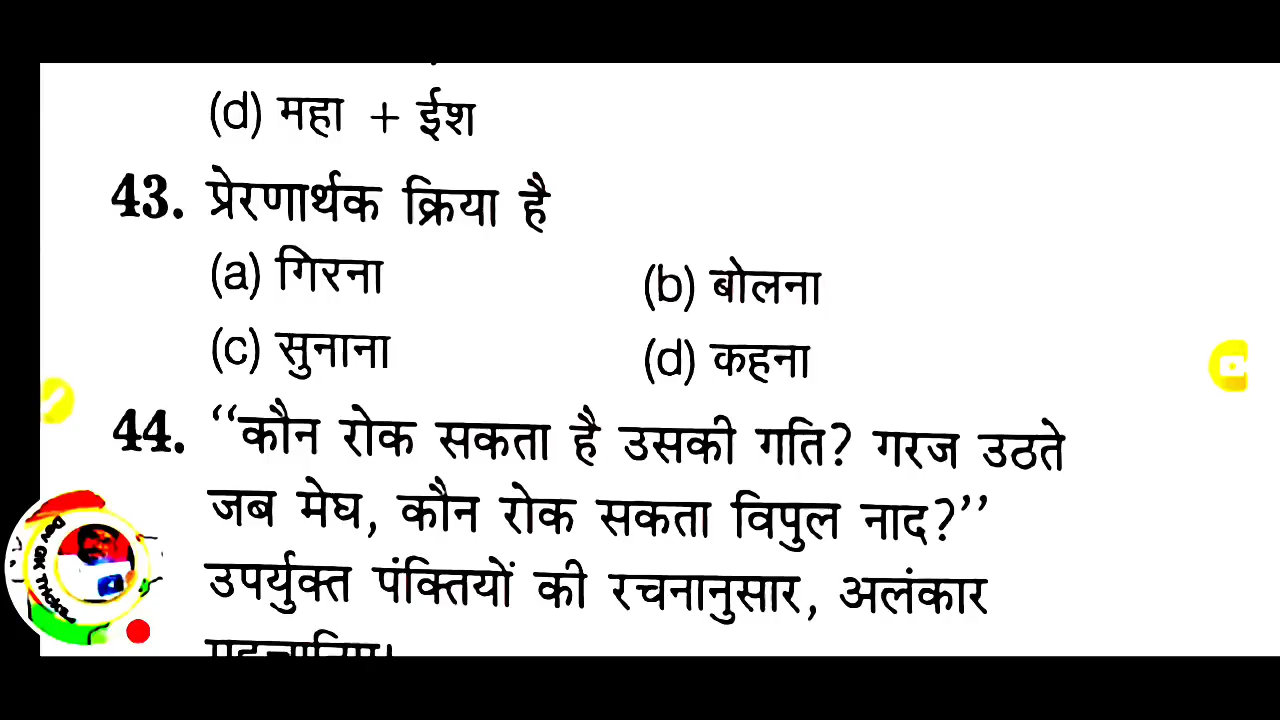 (d) महा + ईश
43. प्रेरणार्थक क्रिया है
(a) गिरना (b) बोलना
(c) सुनाना (d) कहना
44. “कौन रोक सकता है उसकी गति? गरज उठते
जब मेघ, कौन रोक सकता विपुल नाद?”
उपर्युक्त पंक्तियों की रचनानुसार, अलंकार